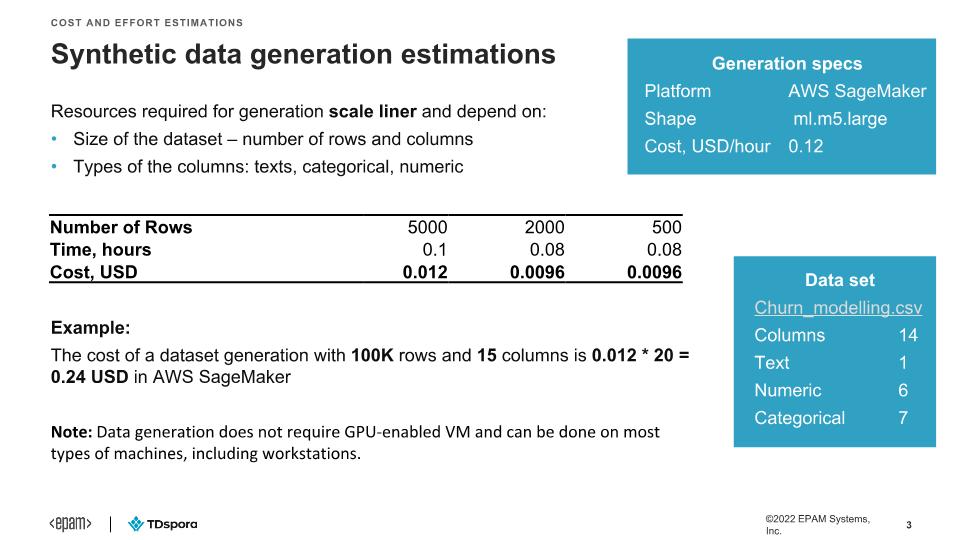 COST AND EFFORT ESTIMATIONS
Synthetic data generation estimations
Resources required for generation scale liner and depend on:
• Size of the dataset – number of rows and columns
• Types of the columns: texts, categorical, numeric
Generation specs
Platform AWS SageMaker
Shape ml.m5.large
Cost, USD/hour 0.12
Number of Rows 5000 2000 500
Time, hours 0.1 0.08 0.08
Cost, USD 0.012 0.0096 0.0096
Data set
Churn_modelling.csv
Columns 14
Text 1
Numeric 6
Categorical 7
Example:
The cost of a dataset generation with 100K rows and 15 columns is 0.012 * 20 =
0.24 USD in AWS SageMaker
Note: Data generation does not require GPU-enabled VM and can be done on most
types of machines, including workstations.
<epam> | TDspora
©2022 EPAM Systems,
Inc.
3